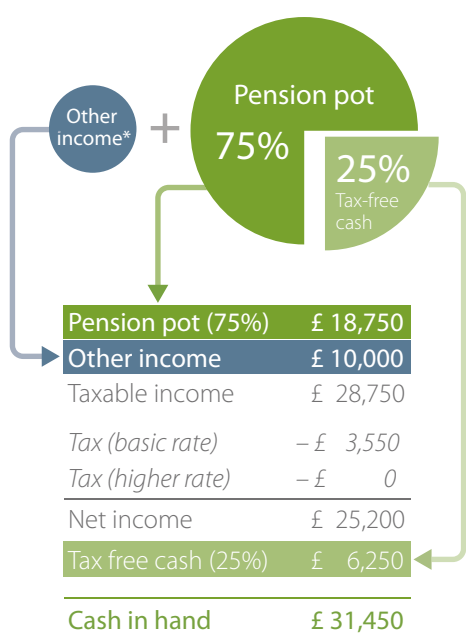 Pension pot
75%
Other
income*
+
25%
Tax-free
cash
Pension pot (75%) £ 18,750
Other income £ 10,000
Taxable income £ 28,750
Tax (basic rate) – £ 3,550
Tax (higher rate) – £ 0
Net income £ 25,200
Tax free cash (25%) £ 6,250
Cash in hand £ 31,450